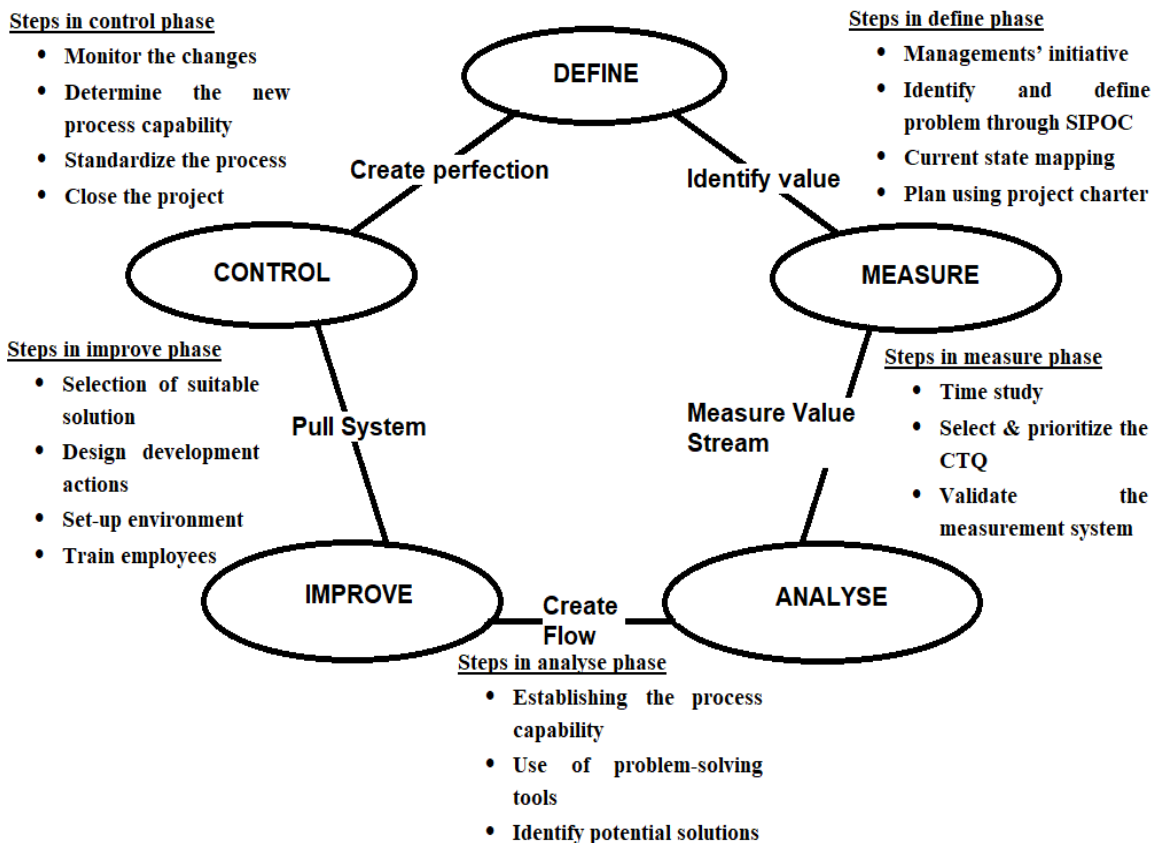 Steps in control phase
• Monitor the changes
• Determine the new
process capability
• Standardize the process
• Close the project
DEFINE
Steps in define phase
• Managements’ initiative
• Identify and define
problem through SIPOC
• Current state mapping
• Plan using project charter
Create perfection
Identify value
CONTROL
MEASURE
Steps in improve phase
• Selection of suitable
solution
• Design development
actions
• Set-up environment
• Train employees
Pull System
Measure Value
Stream
Steps in measure phase
• Time study
• Select & prioritize the
CTQ
• Validate the
measurement system
IMPROVE
Create
Flow
ANALYSE
Steps in analyse phase
• Establishing the process
capability
• Use of problem-solving
tools
• Identify potential solutions